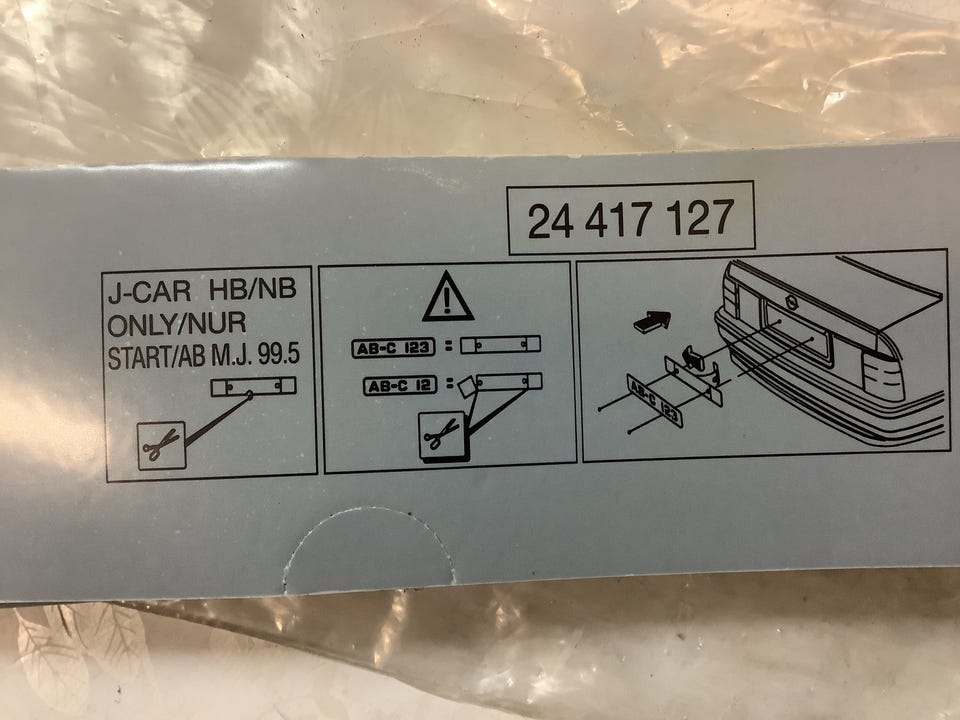 24 417 127
J-CAR HB/NB
ONLY/NUR
START/AB M.J. 99.5
AB-C 123 :
AB-C 12 :
AB-C 123